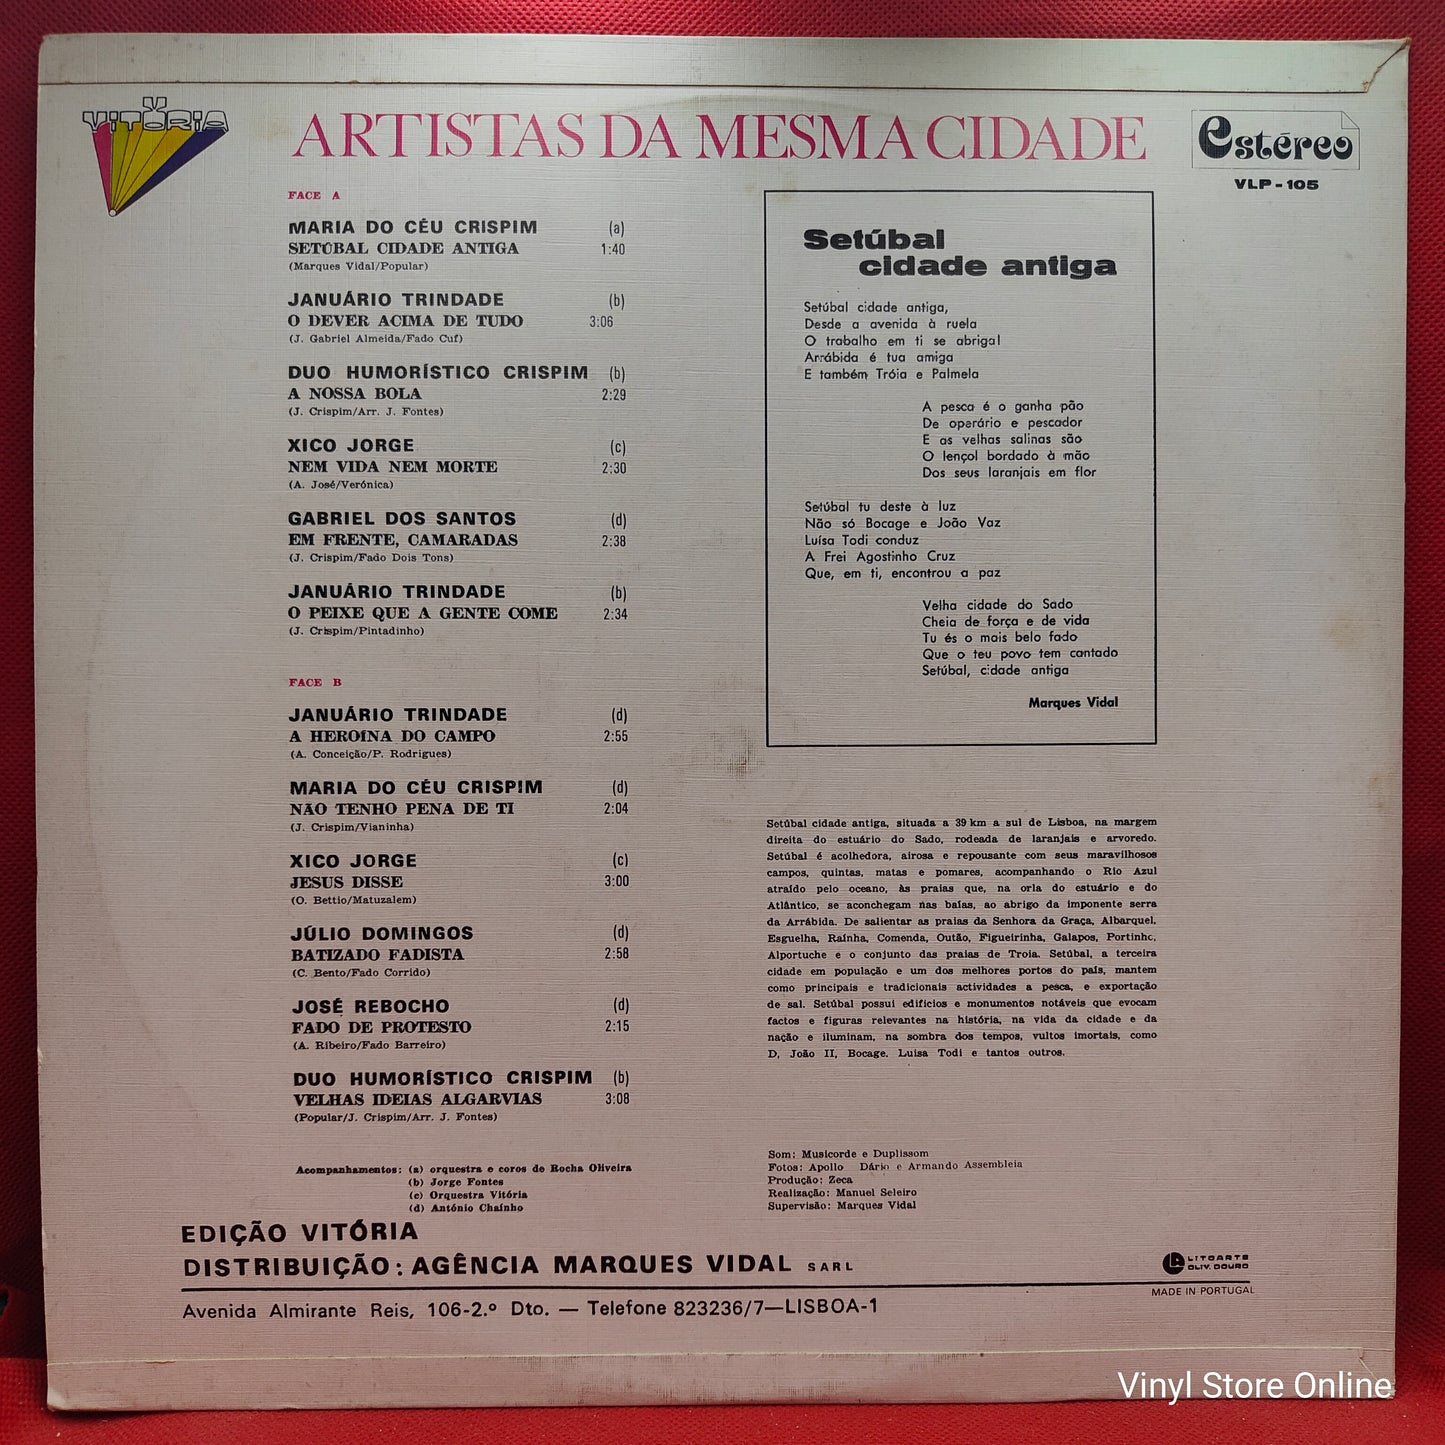 VITÓRIA
ARTISTAS DA MESMA CIDADE
Estéreo
VLP - 105
FACE A
MARIA DO CÉU CRISPIM (a)
SETÚBAL CIDADE ANTIGA 1:40
(Marques Vidal/Popular)
JANUÁRIO TRINDADE (b)
O DEVER ACIMA DE TUDO 3:06
(J. Gabriel Almeida/Fado Cuf)
DUO HUMORÍSTICO CRISPIM (b)
A NOSSA BOLA 2:29
(J. Crispim/Arr. J. Fontes)
XICO JORGE (c)
NEM VIDA NEM MORTE 2:30
(A. José/Verónica)
GABRIEL DOS SANTOS (d)
EM FRENTE, CAMARADAS 2:38
(J. Crispim/Fado Dois Tons)
JANUÁRIO TRINDADE (b)
O PEIXE QUE A GENTE COME 2:34
(J. Crispim/Pintadinho)
FACE B
JANUÁRIO TRINDADE (d)
A HEROÍNA DO CAMPO 2:55
(A. Conceição/P. Rodrigues)
MARIA DO CÉU CRISPIM (d)
NÃO TENHO PENA DE TI 2:04
(J. Crispim/Vianinha)
XICO JORGE (c)
JESUS DISSE 3:00
(O. Bettio/Matuzalem)
JÚLIO DOMINGOS (d)
BATIZADO FADISTA 2:58
(C. Bento/Fado Corrido)
JOSÉ REBOCHO (d)
FADO DE PROTESTO 2:15
(A. Ribeiro/Fado Barreiro)
DUO HUMORÍSTICO CRISPIM (b)
VELHAS IDEIAS ALGARVIAS 3:08
(Popular/J. Crispim/Arr. J. Fontes)
Acompanhamentos: (a) orquestra e coros de Rocha Oliveira
(b) Jorge Fontes
(c) Orquestra Vitória
(d) António Chaínho
Setúbal
cidade antiga
Setúbal cidade antiga,
Desde a avenida à ruela
O trabalho em ti se abriga!
Arrábida é tua amiga
E também Tróia e Palmela
A pesca é o ganha pão
De operário e pescador
E as velhas salinas são
O lençol bordado à mão
Dos seus laranjais em flor
Setúbal tu deste à luz
Não só Bocage e João Vaz
Luísa Todi conduz
A Frei Agostinho Cruz
Que, em ti, encontrou a paz
Velha cidade do Sado
Cheia de força e de vida
Tu és o mais belo fado
Que o teu povo tem cantado
Setúbal, cidade antiga
Marques Vidal
Setúbal cidade antiga, situada a 39 km a sul de Lisboa, na margem
direita do estuário do Sado, rodeada de laranjais e arvoredo.
Setúbal é acolhedora, airosa e repousante com seus maravilhosos
campos, quintas, matas e pomares, acompanhando o Rio Azul
atraído pelo oceano, às praias que, na orla do estuário e do
Atlântico, se aconchegam nas baías, ao abrigo da imponente serra
da Arrábida. De salientar as praias da Senhora da Graça, Albarquel,
Esguelha, Raínha, Comenda, Outão, Figueirinha, Galapos, Portinho,
Alportuche e o conjunto das praias de Troia. Setúbal, a terceira
cidade em população e um dos melhores portos do país, mantem
como principais e tradicionais actividades a pesca, e exportação
de sal. Setúbal possui edifícios e monumentos notáveis que evocam
factos e figuras relevantes na história, na vida da cidade e da
nação e iluminam, na sombra dos tempos, vultos imortais, como
D, João II, Bocage. Luisa Todi e tantos outros.
Som: Musicorde e Duplissom
Fotos: Apollo Dário e Armando Assembleia
Produção: Zeca
Realização: Manuel Seleiro
Supervisão: Marques Vidal
EDIÇÃO VITÓRIA
DISTRIBUIÇÃO: AGÊNCIA MARQUES VIDAL SARL
LITOARTE
OLIV. DOURO
MADE IN PORTUGAL
Avenida Almirante Reis, 106-2.º Dto. — Telefone 823236/7—LISBOA-1
Vinyl Store Online